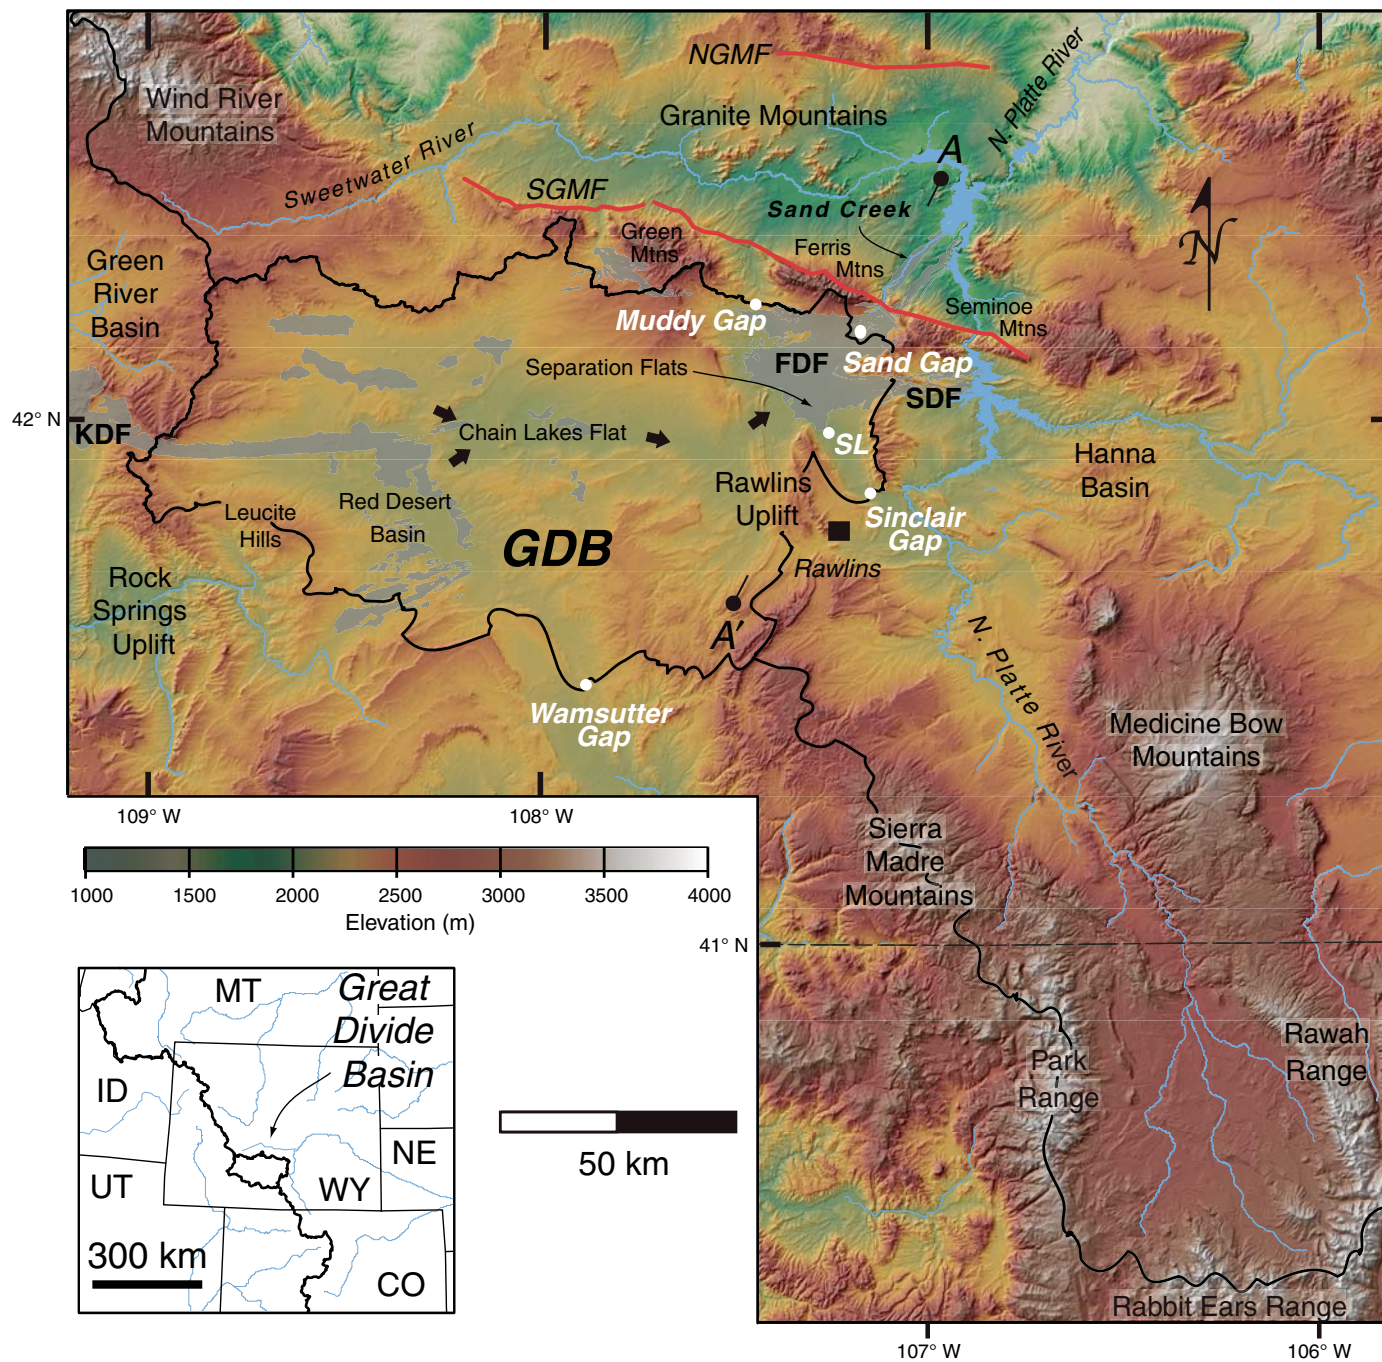 NGMF
N. Platte River
Wind River
Mountains
Granite Mountains
Sweetwater River
A
SGMF
Sand Creek
N
Green
Mtns
Ferris
Mtns
Green
River
Basin
Seminoe
Mtns
Muddy Gap
Sand Gap
Separation Flats
FDF
SDF
42° N
KDF
Chain Lakes Flat
SL
Hanna
Basin
Rawlins
Uplift
Red Desert
Basin
Leucite
Hills
Sinclair
Gap
GDB
Rawlins
Rock
Springs
Uplift
A'
N. Platte River
Wamsutter
Gap
Medicine Bow
Mountains
109° W
108° W
Sierra
Madre
Mountains
1000 1500 2000 2500 3000 3500 4000
Elevation (m)
41° N
MT
Great
Divide
Basin
ID
NE
UT
WY
300 km
CO
50 km
Park
Range
Rawah
Range
Rabbit Ears Range
107° W
106° W